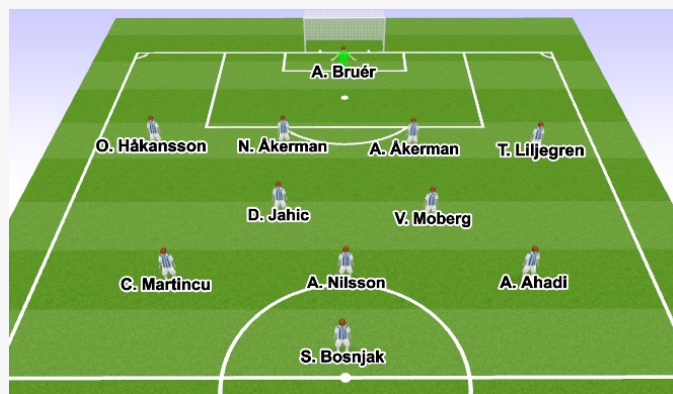 A. Bruér
O. Håkansson
N. Åkerman
A. Åkerman
T. Liljegren
D. Jahic
V. Moberg
C. Martincu
A. Nilsson
A. Ahadi
S. Bosnjak